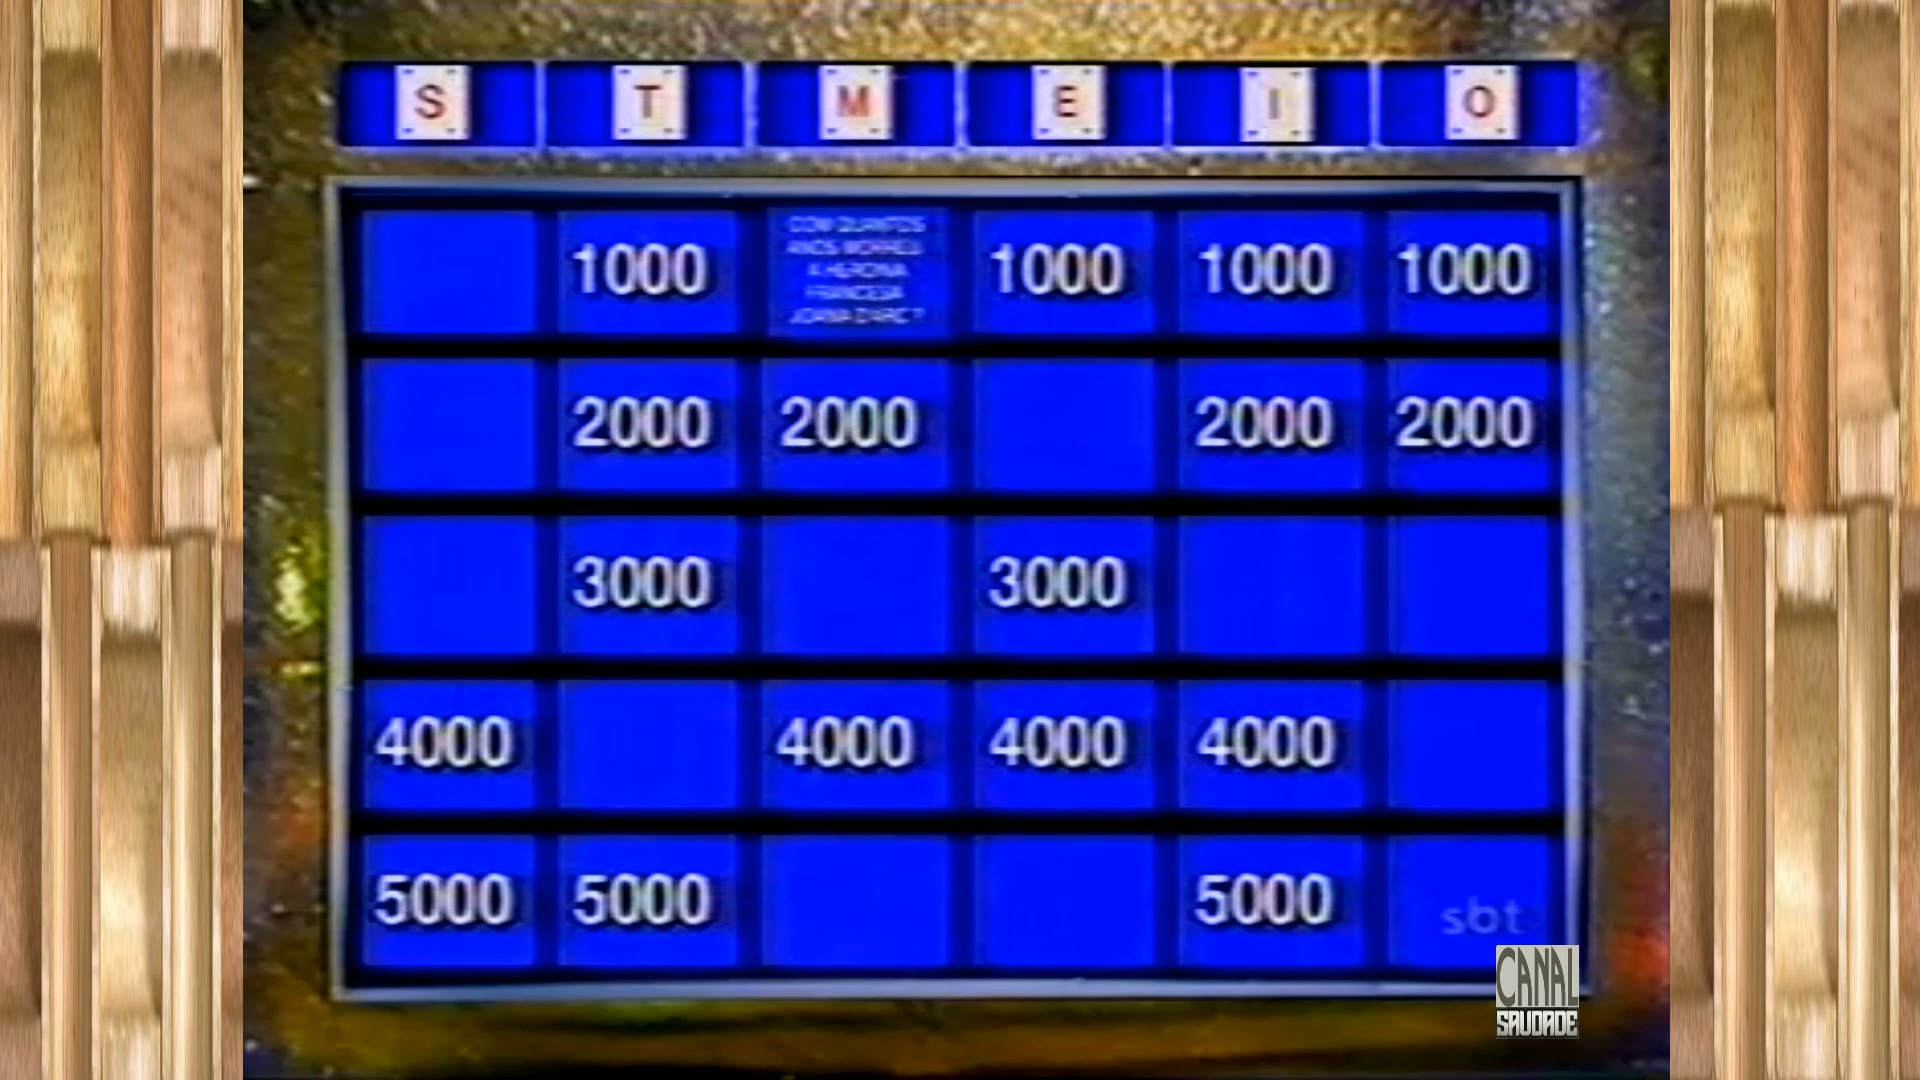 S T M E I O
1000 COM QUANTOS 1000 1000 1000
ANOS MORREU
A HEROINA
FRANCESA
JOANA D'ARC ?
2000 2000 2000 2000
3000 3000
4000 4000 4000 4000
5000 5000 5000
sbt
CANAL
SAUDADE